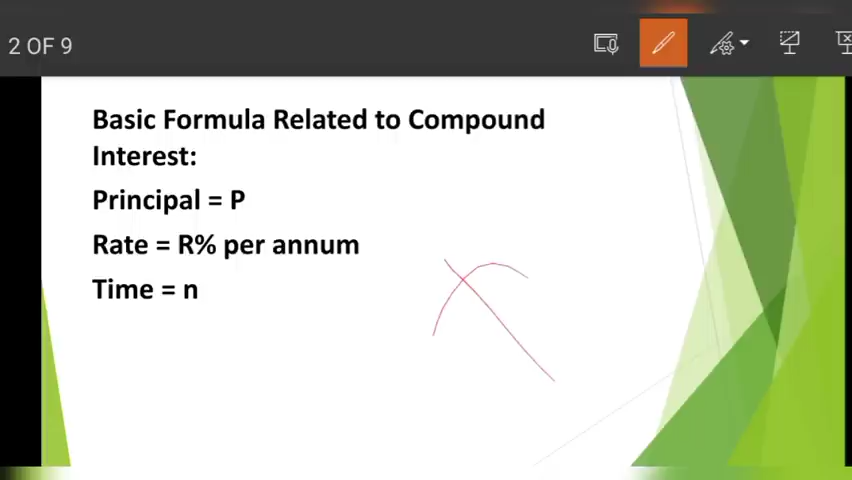 2 OF 9
Basic Formula Related to Compound
Interest:
Principal = P
Rate = R% per annum
Time = n